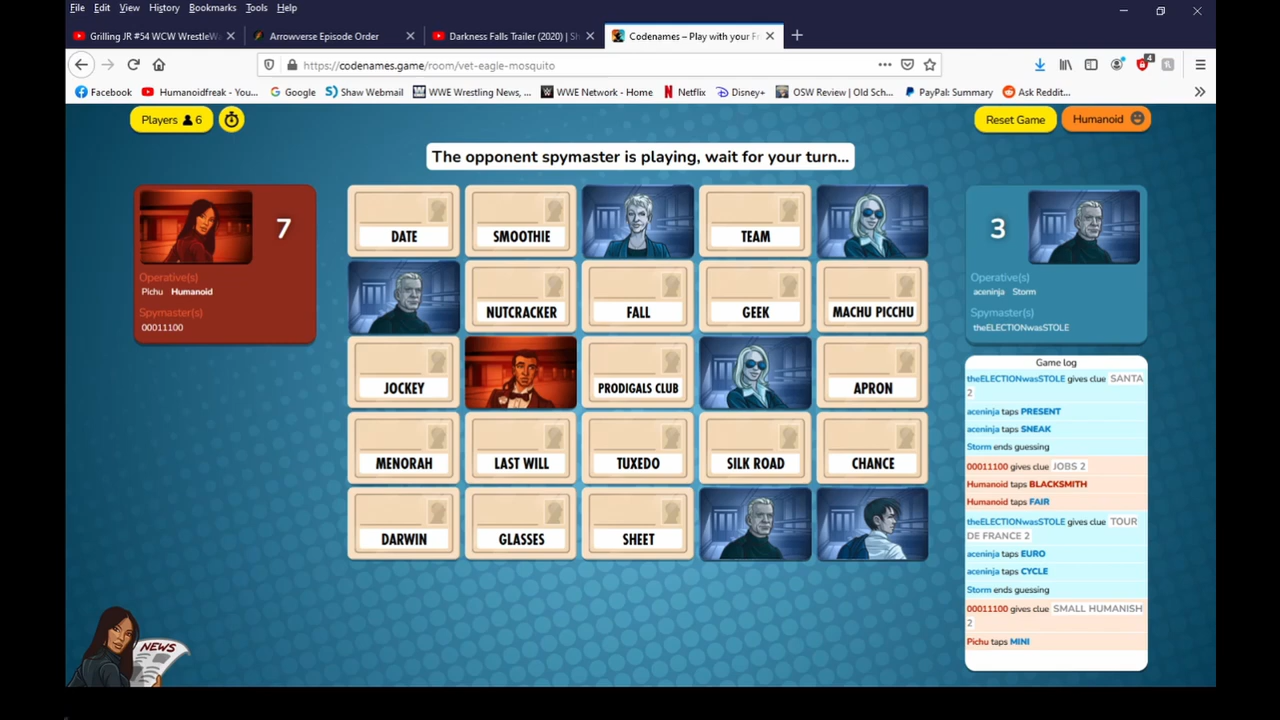 File Edit View History Bookmarks Tools Help
Grilling JR #54 WCW WrestleWa
Arrowverse Episode Order
Darkness Falls Trailer (2020) | Sh
Codenames – Play with your Fr
https://codenames.game/room/vet-eagle-mosquito
4
Facebook
Humanoidfreak - You...
Google
Shaw Webmail
WWE Wrestling News, ...
WWE Network - Home
Netflix
Disney+
OSW Review | Old Sch...
PayPal: Summary
Ask Reddit...
Players 6
Reset Game
Humanoid
The opponent spymaster is playing, wait for your turn...
7
Operative(s)
Pichu Humanoid
Spymaster(s)
00011100
DATE
SMOOTHIE
TEAM
NUTCRACKER
FALL
GEEK
MACHU PICCHU
JOCKEY
PRODIGALS CLUB
APRON
MENORAH
LAST WILL
TUXEDO
SILK ROAD
CHANCE
DARWIN
GLASSES
SHEET
3
Operative(s)
aceninja Storm
Spymaster(s)
theELECTIONwasSTOLE
Game log
theELECTIONwasSTOLE gives clue SANTA
2
aceninja taps PRESENT
aceninja taps SNEAK
Storm ends guessing
00011100 gives clue JOBS 2
Humanoid taps BLACKSMITH
Humanoid taps FAIR
theELECTIONwasSTOLE gives clue TOUR
DE FRANCE 2
aceninja taps EURO
aceninja taps CYCLE
Storm ends guessing
00011100 gives clue SMALL HUMANISH
2
Pichu taps MINI
NEWS